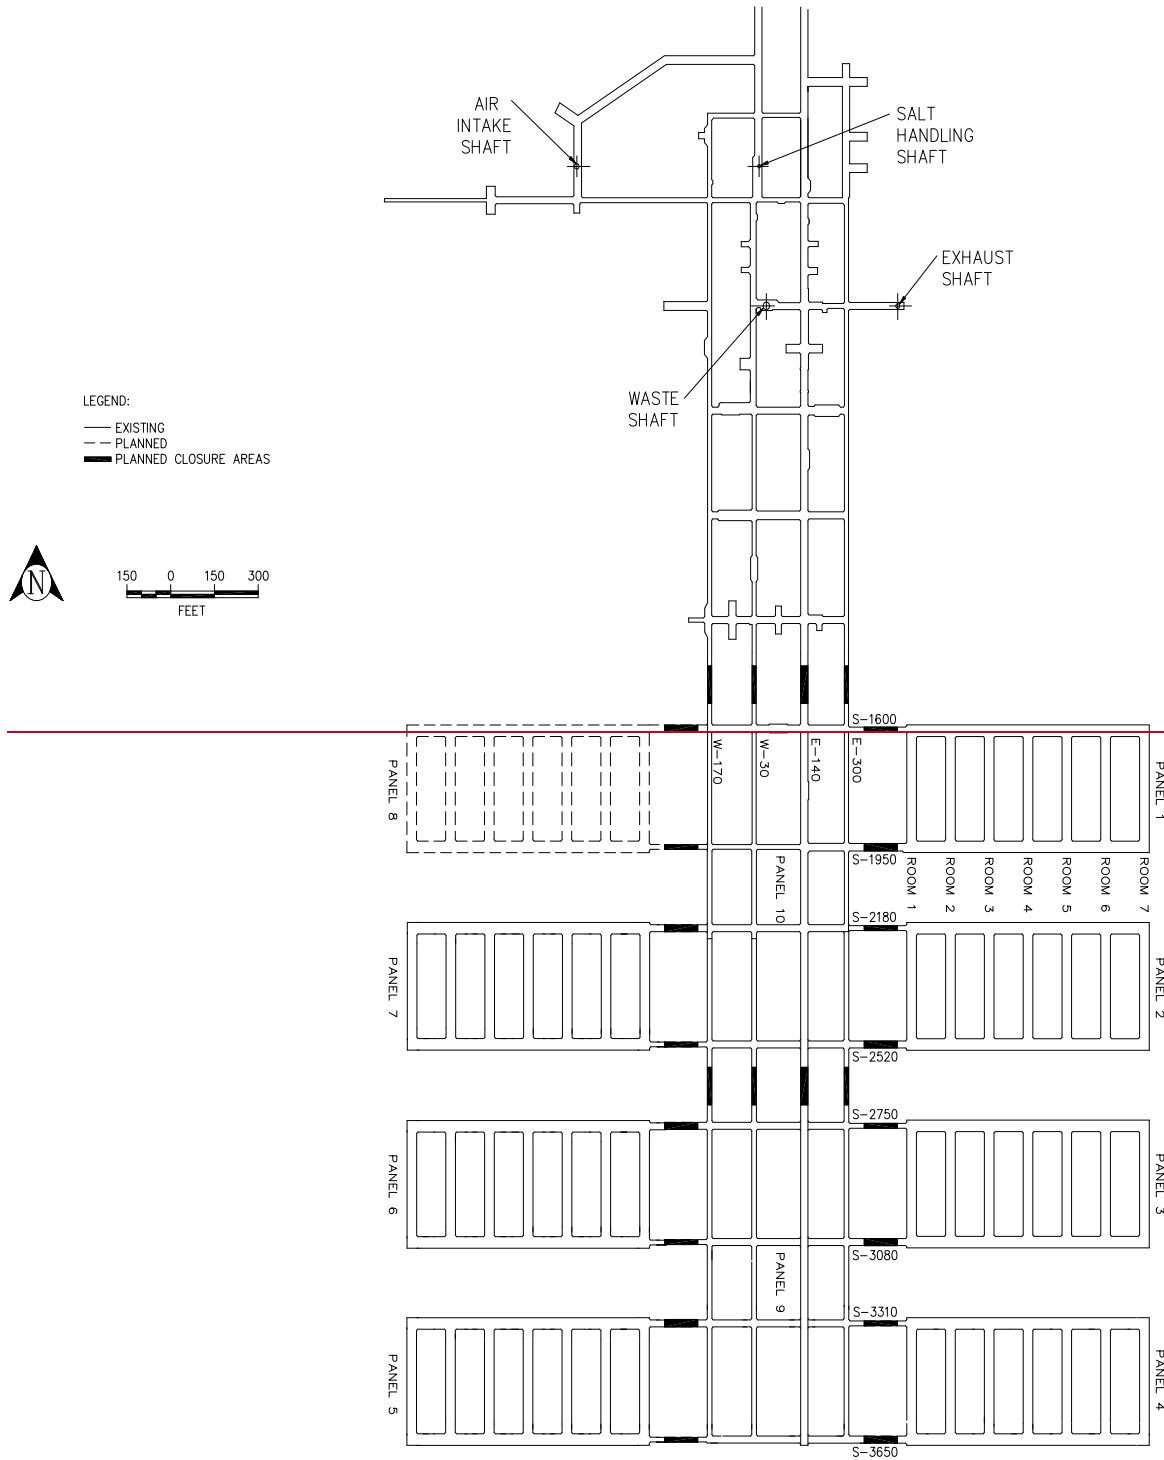 AIR
INTAKE
SHAFT
SALT
HANDLING
SHAFT
EXHAUST
SHAFT
WASTE
SHAFT
LEGEND:
EXISTING
PLANNED
PLANNED CLOSURE AREAS
N
150 0 150 300
FEET
S-1600
W-170
W-30
E-140
E-300
PANEL 8
PANEL 1
S-1950
PANEL 10
ROOM 1
ROOM 2
ROOM 3
ROOM 4
ROOM 5
ROOM 6
ROOM 7
S-2180
PANEL 7
PANEL 2
S-2520
S-2750
PANEL 6
PANEL 3
S-3080
PANEL 9
S-3310
PANEL 5
PANEL 4
S-3650